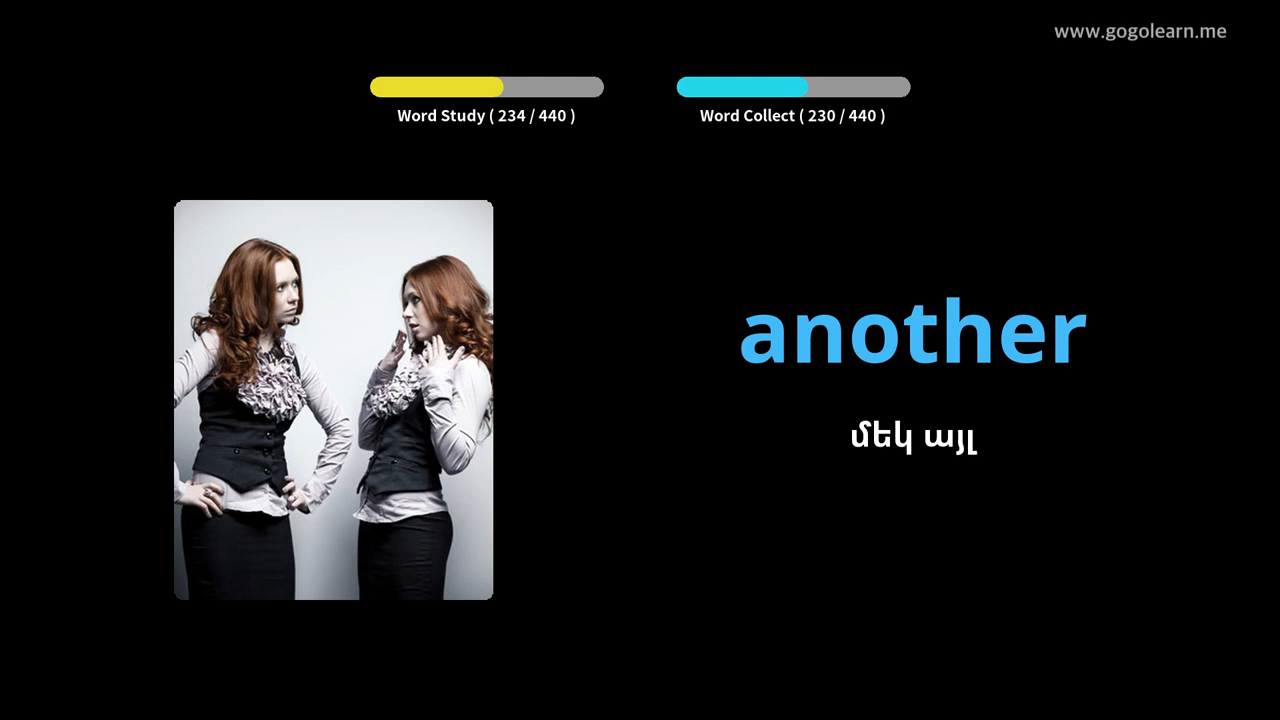 www.gogolearn.me
Word Study ( 234 / 440 )
Word Collect ( 230 / 440 )
another
մեկ այլ